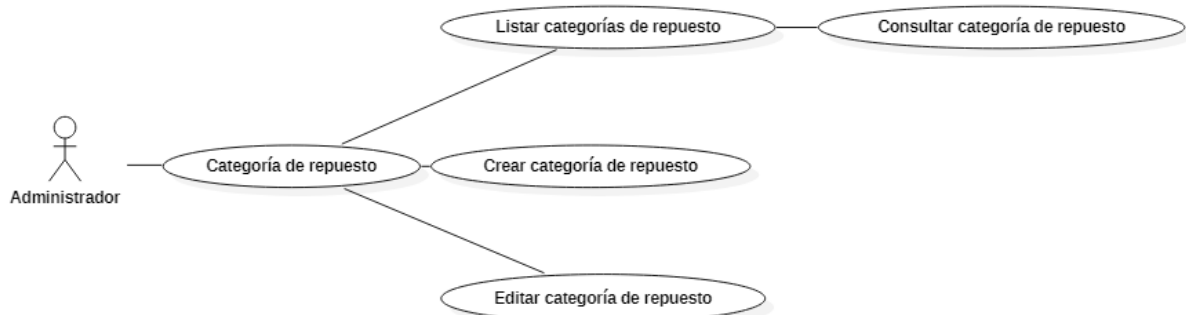 Listar categorías de repuesto
Consultar categoría de repuesto
Categoría de repuesto
Crear categoría de repuesto
Administrador
Editar categoría de repuesto